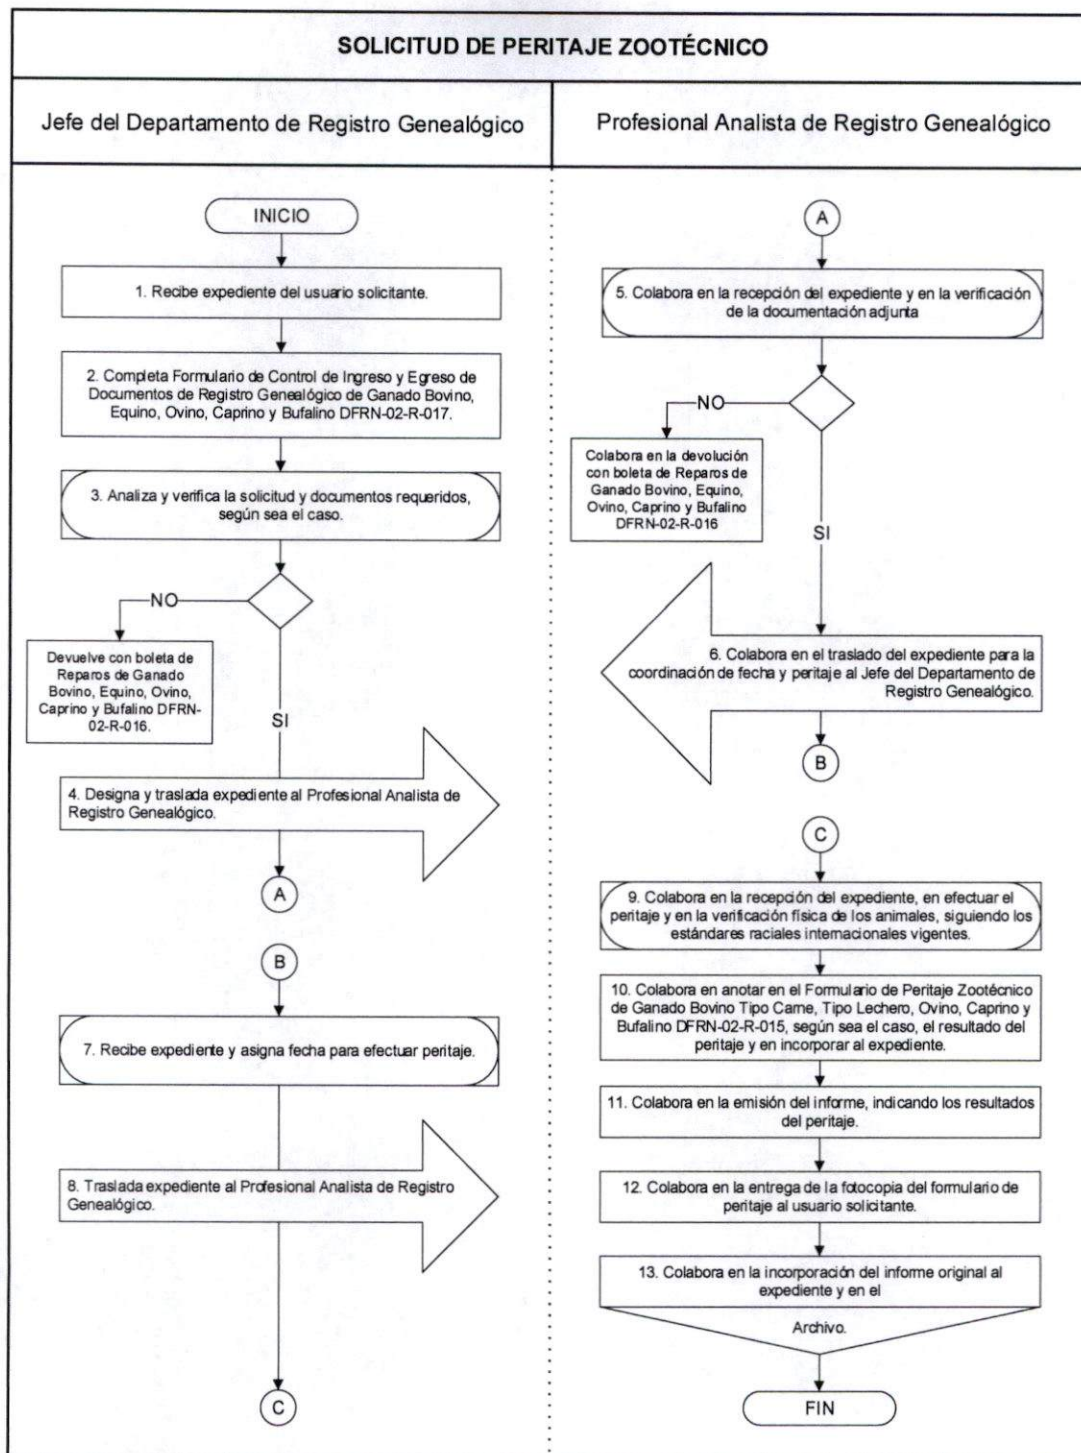 SOLICITUD DE PERITAJE ZOOTÉCNICO
Jefe del Departamento de Registro Genealógico
INICIO
1. Recibe expediente del usuario solicitante.
2. Completa Formulario de Control de Ingreso y Egreso de
Documentos de Registro Genealógico de Ganado Bovino,
Equino, Ovino, Caprino y Bufalino DFRN-02-R-017.
3. Analiza y verifica la solicitud y documentos requeridos,
según sea el caso.
NO
Devuelve con boleta de
Reparos de Ganado
Bovino, Equino, Ovino,
Caprino y Bufalino DFRN-
02-R-016.
SI
4. Designa y traslada expediente al Profesional Analista de
Registro Genealógico.
A
B
7. Recibe expediente y asigna fecha para efectuar peritaje.
8. Traslada expediente al Profesional Analista de Registro
Genealógico.
C
Profesional Analista de Registro Genealógico
A
5. Colabora en la recepción del expediente y en la verificación
de la documentación adjunta
NO
Colabora en la devolución
con boleta de Reparos de
Ganado Bovino, Equino,
Ovino, Caprino y Bufalino
DFRN-02-R-016
SI
6. Colabora en el traslado del expediente para la
coordinación de fecha y peritaje al Jefe del Departamento de
Registro Genealógico.
B
C
9. Colabora en la recepción del expediente, en efectuar el
peritaje y en la verificación física de los animales, siguiendo los
estándares raciales internacionales vigentes.
10. Colabora en anotar en el Formulario de Peritaje Zootécnico
de Ganado Bovino Tipo Carne, Tipo Lechero, Ovino, Caprino y
Bufalino DFRN-02-R-015, según sea el caso, el resultado del
peritaje y en incorporar al expediente.
11. Colabora en la emisión del informe, indicando los resultados
del peritaje.
12. Colabora en la entrega de la fotocopia del formulario de
peritaje al usuario solicitante.
13. Colabora en la incorporación del informe original al
expediente y en el
Archivo.
FIN